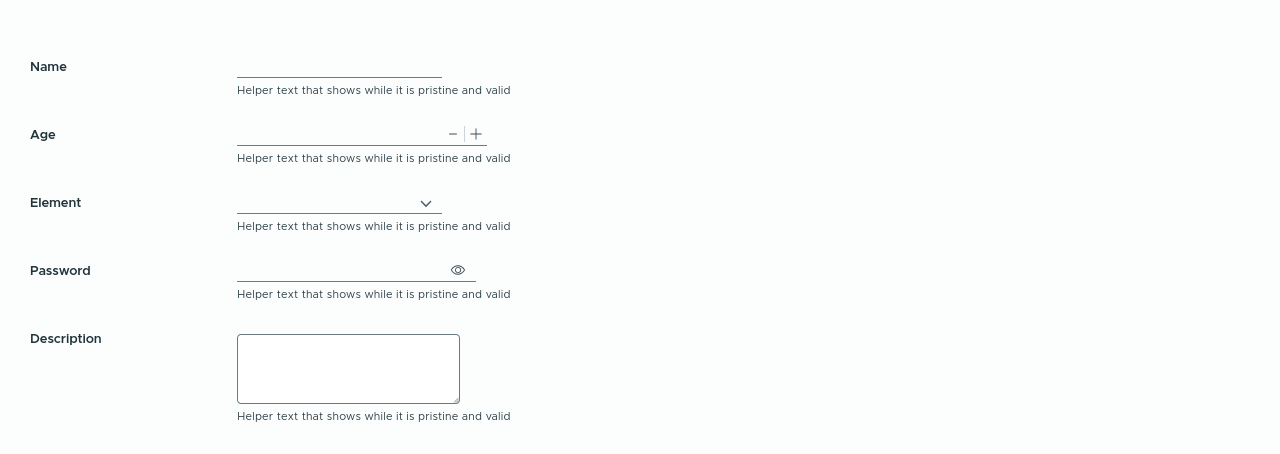 Name
Helper text that shows while it is pristine and valid
Age
Helper text that shows while it is pristine and valid
Element
Helper text that shows while it is pristine and valid
Password
Helper text that shows while it is pristine and valid
Description
Helper text that shows while it is pristine and valid